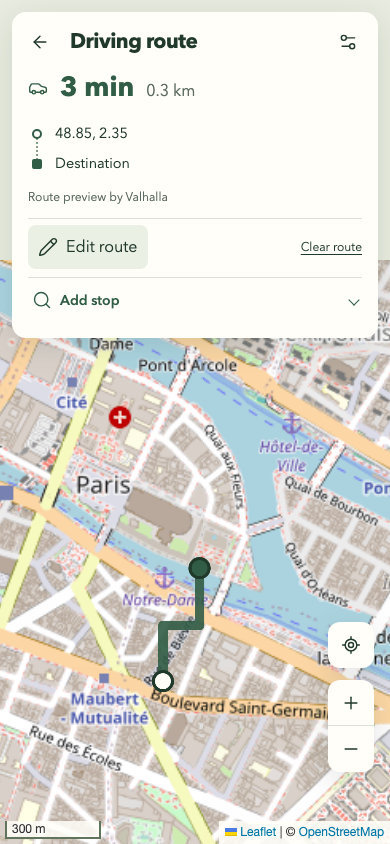 Driving route
3 min 0.3 km
48.85, 2.35
Destination
Route preview by Valhalla
Edit route
Clear route
Add stop
Dame
Pont d'Arcole
Cité
Quai aux Fleurs
Hôtel-de-
Ville
Paris
Quai de Bourbon
Pon
Quai d'Orléans
Notre-Dame
de
la
Maubert
- Mutualité
Boulevard Saint-Germain
Rue des Écoles
300 m
Leaflet | © OpenStreetMap